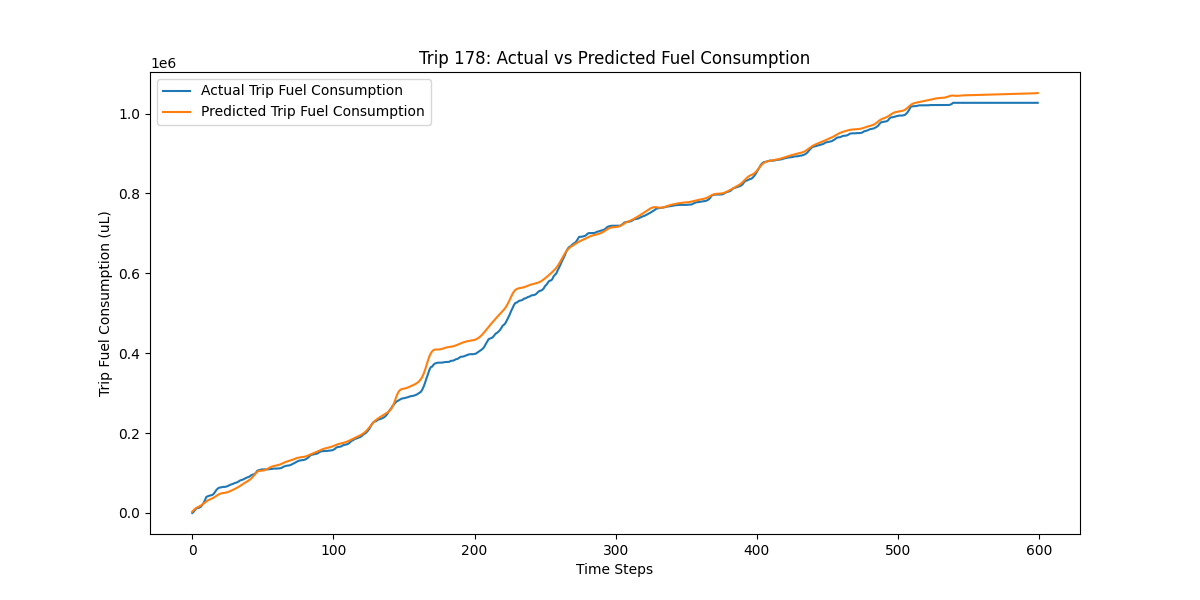 Trip 178: Actual vs Predicted Fuel Consumption
1e6
Actual Trip Fuel Consumption
Predicted Trip Fuel Consumption
1.0
0.8
0.6
0.4
0.2
0.0
Trip Fuel Consumption (uL)
0 100 200 300 400 500 600
Time Steps